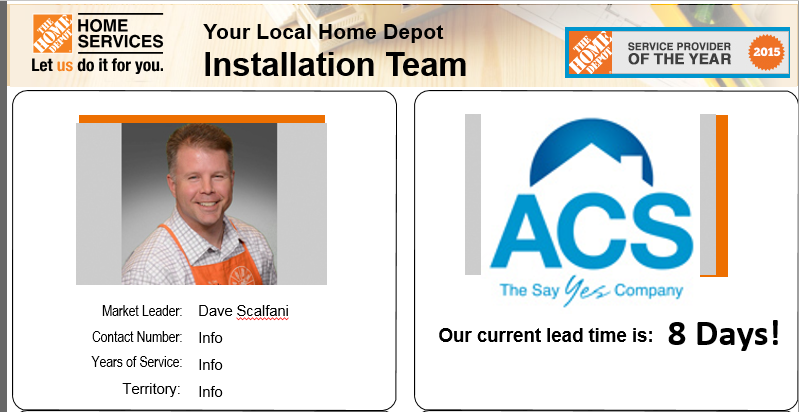 THE HOME DEPOT
HOME
SERVICES
Let us do it for you.
Your Local Home Depot
Installation Team
THE HOME DEPOT
SERVICE PROVIDER
OF THE YEAR
2015
Market Leader: Dave Scalfani
Contact Number: Info
Years of Service: Info
Territory: Info
ACS
The Say Yes Company
Our current lead time is: 8 Days!